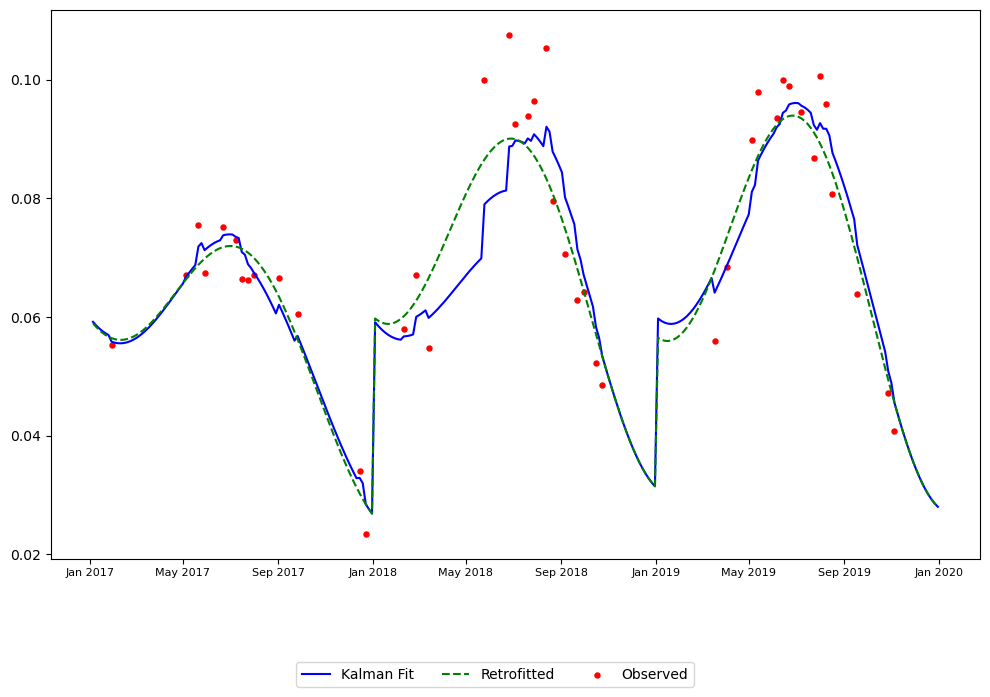 0.10
0.08
0.06
0.04
0.02
Jan 2017 May 2017 Sep 2017 Jan 2018 May 2018 Sep 2018 Jan 2019 May 2019 Sep 2019 Jan 2020
Kalman Fit Retrofitted Observed